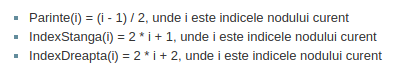 Parinte(i) = (i - 1) / 2, unde i este indicele nodului curent
IndexStanga(i) = 2 * i + 1, unde i este indicele nodului curent
IndexDreapta(i) = 2 * i + 2, unde i este indicele nodului curent